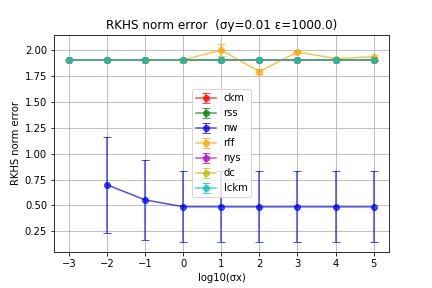 RKHS norm error  (σy=0.01 ε=1000.0)
2.00
1.75
1.50
1.25
1.00
0.75
0.50
0.25
RKHS norm error
ckm
rss
nw
rff
nys
dc
lckm
−3 −2 −1 0 1 2 3 4 5
log10(σx)